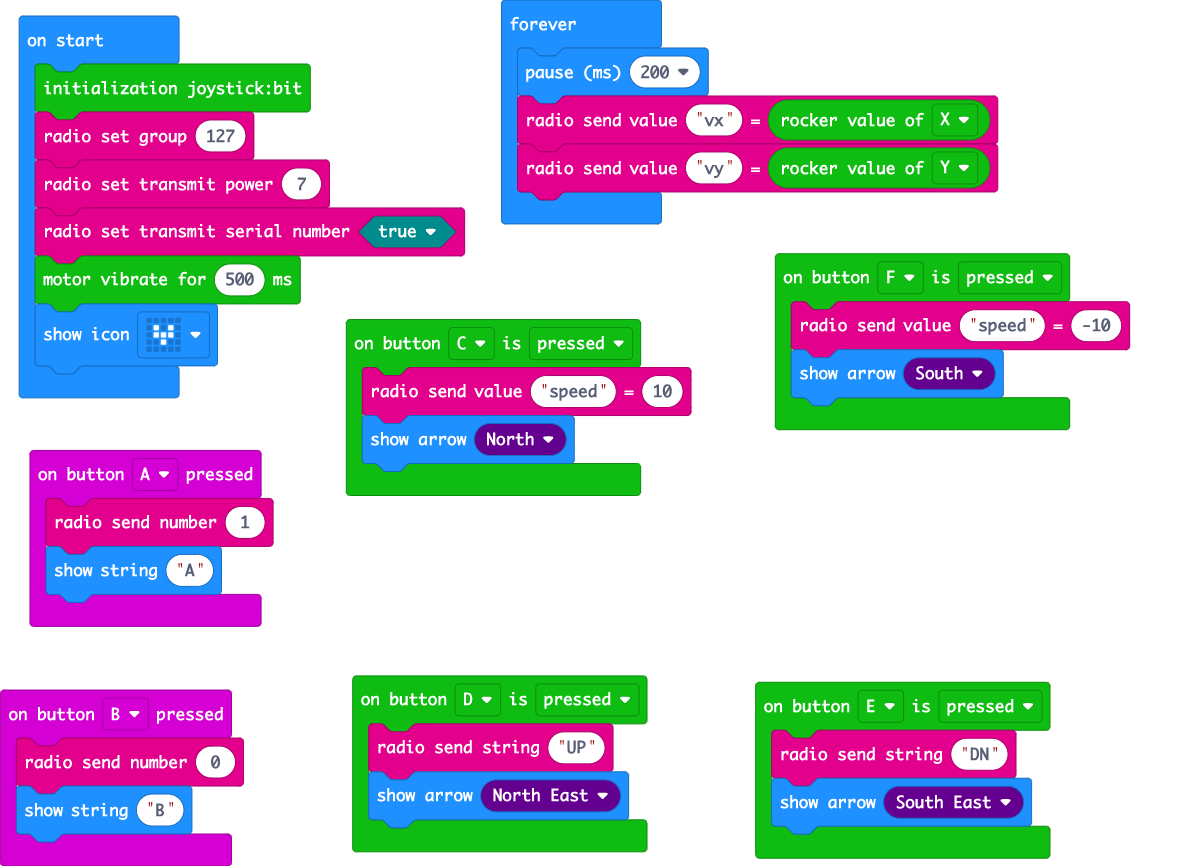 on start
initialization joystick:bit
radio set group 127
radio set transmit power 7
radio set transmit serial number true
motor vibrate for 500 ms
show icon
forever
pause (ms) 200
radio send value "vx" = rocker value of X
radio send value "vy" = rocker value of Y
on button F is pressed
radio send value "speed" = -10
show arrow South
on button C is pressed
radio send value "speed" = 10
show arrow North
on button A pressed
radio send number 1
show string "A"
on button B pressed
radio send number 0
show string "B"
on button D is pressed
radio send string "UP"
show arrow North East
on button E is pressed
radio send string "DN"
show arrow South East